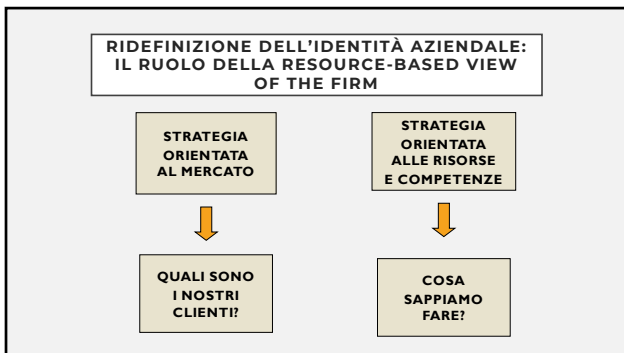 RIDEFINIZIONE DELL'IDENTITÀ AZIENDALE:
IL RUOLO DELLA RESOURCE-BASED VIEW
OF THE FIRM
STRATEGIA
ORIENTATA
AL MERCATO
STRATEGIA
ORIENTATA
ALLE RISORSE
E COMPETENZE
QUALI SONO
I NOSTRI
CLIENTI?
COSA
SAPPIAMO
FARE?